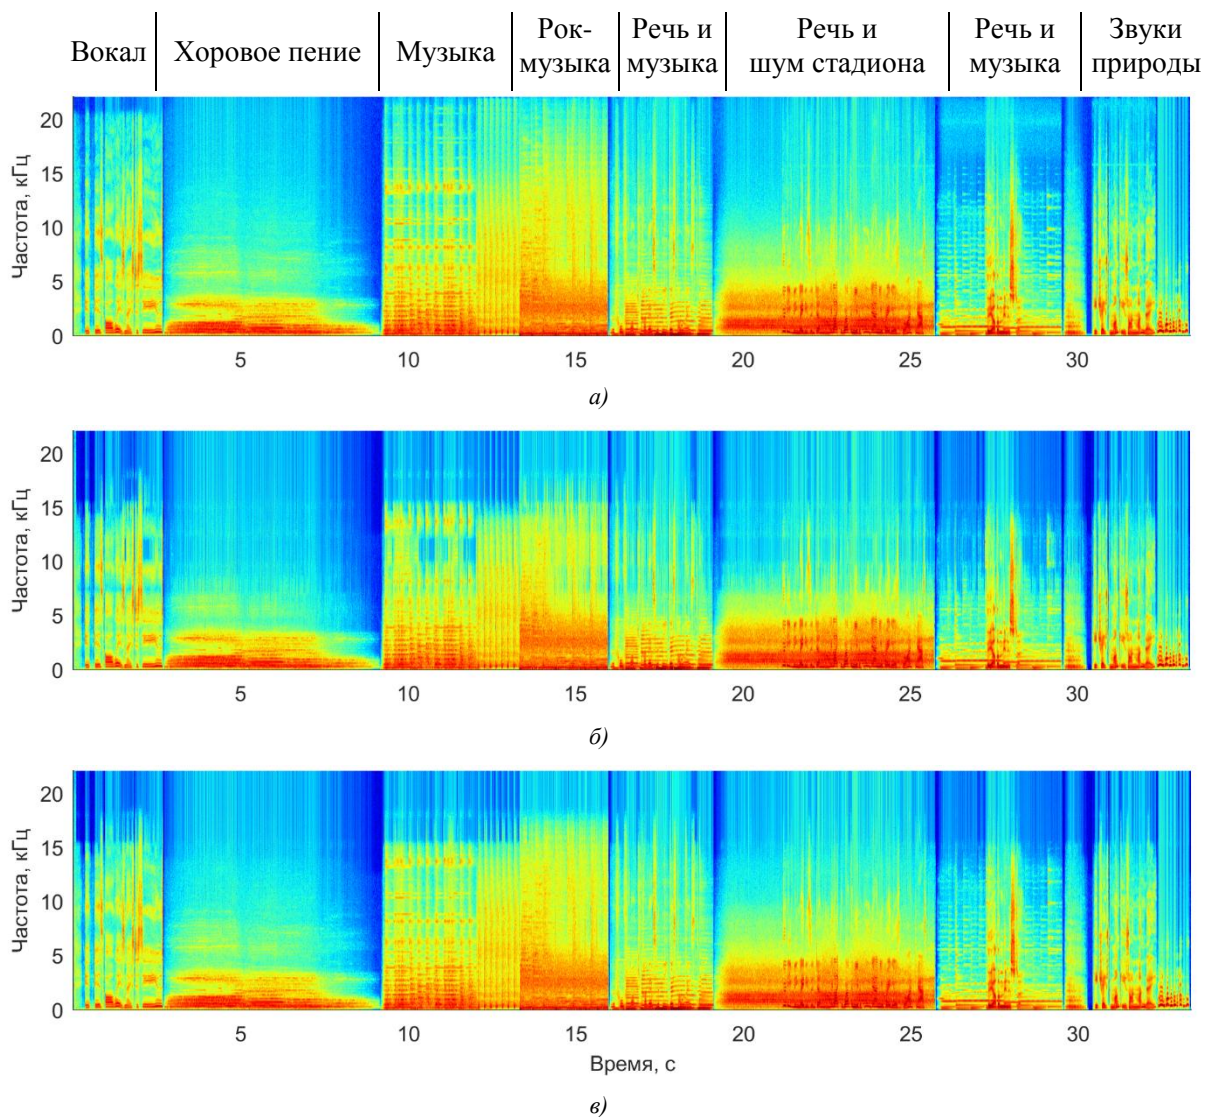 Вокал
Хоровое пение
Музыка
Рок-
музыка
Речь и
музыка
Речь и
шум стадиона
Речь и
музыка
Звуки
природы
Частота, кГц
20
15
10
5
0
5
10
15
20
25
30
а)
Частота, кГц
20
15
10
5
0
5
10
15
20
25
30
б)
Частота, кГц
20
15
10
5
0
5
10
15
20
25
30
Время, с
в)